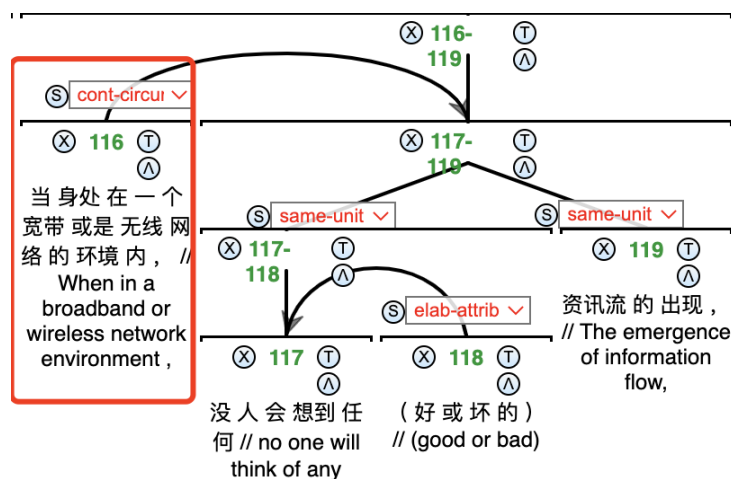 X 116-119 T
Λ
S cont-circur
X 116 T
Λ
X 117-119 T
Λ
当 身处 在 一 个
宽带 或 是 无线 网
络 的 环境 内 ， //
When in a
broadband or
wireless network
environment ,
S same-unit
S same-unit
X 117-118 T
Λ
X 119 T
Λ
资讯流 的 出现 ，
// The emergence
of information
flow,
S elab-attrib
X 117 T
Λ
X 118 T
Λ
没 人 会 想到 任
何 // no one will
think of any
（ 好 或 坏 的 ）
// (good or bad)